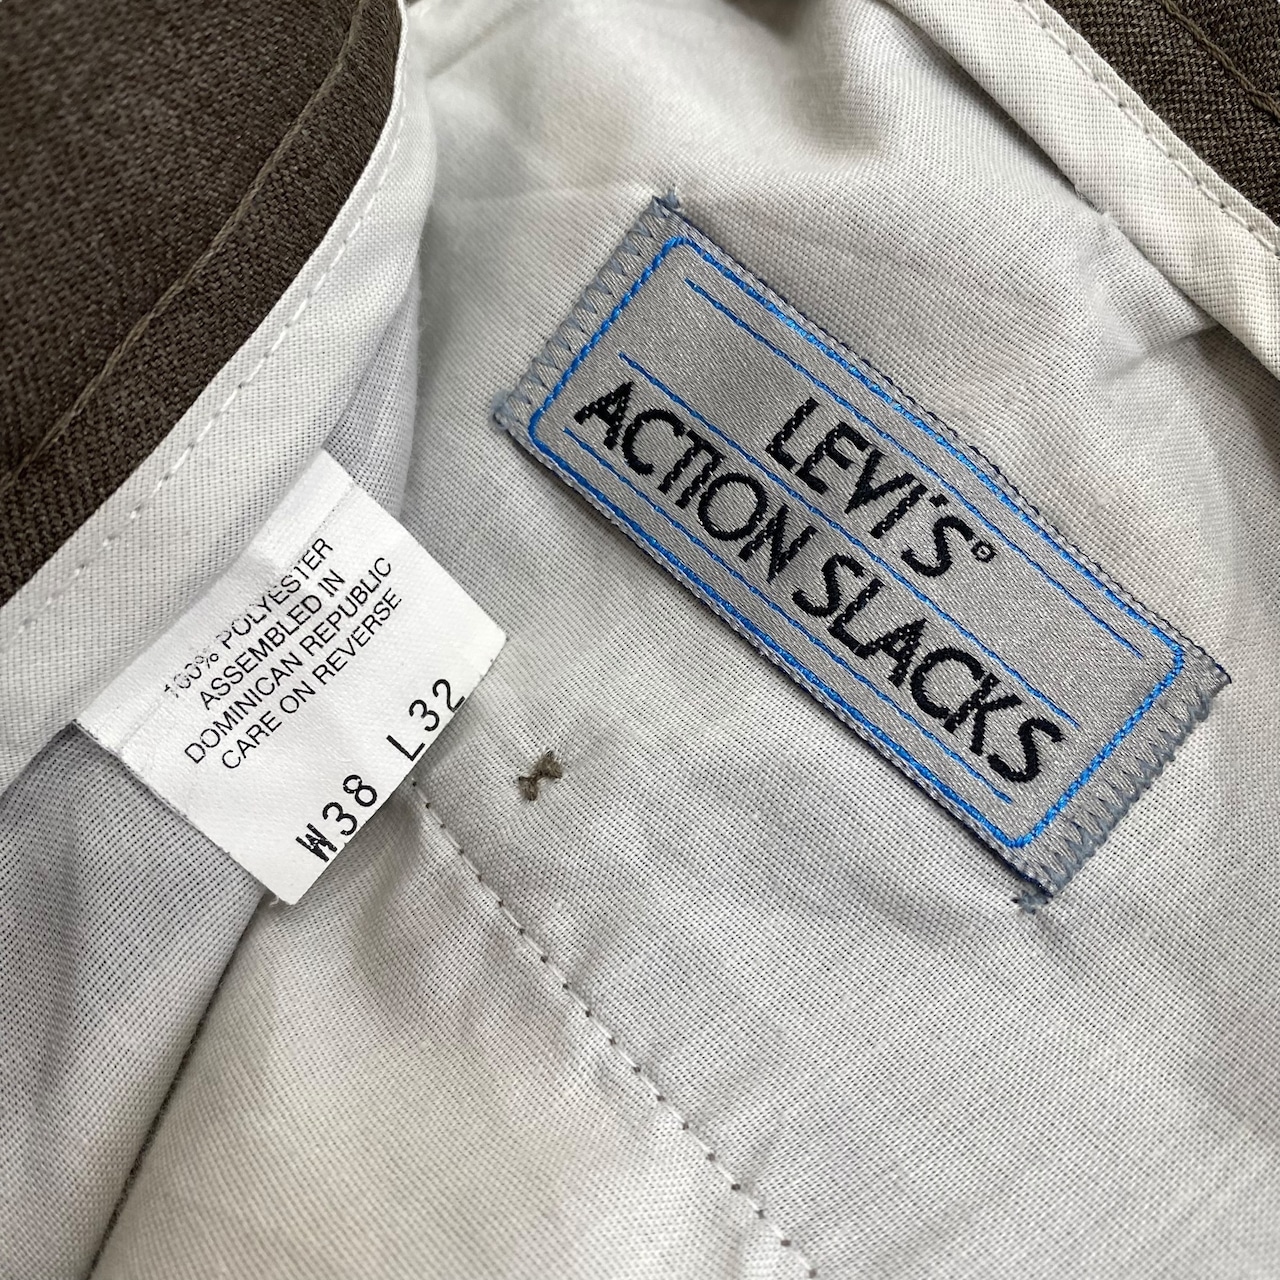 LEVI'S®
ACTION SLACKS
100% POLYESTER
ASSEMBLED IN
DOMINICAN REPUBLIC
CARE ON REVERSE
W38 L32